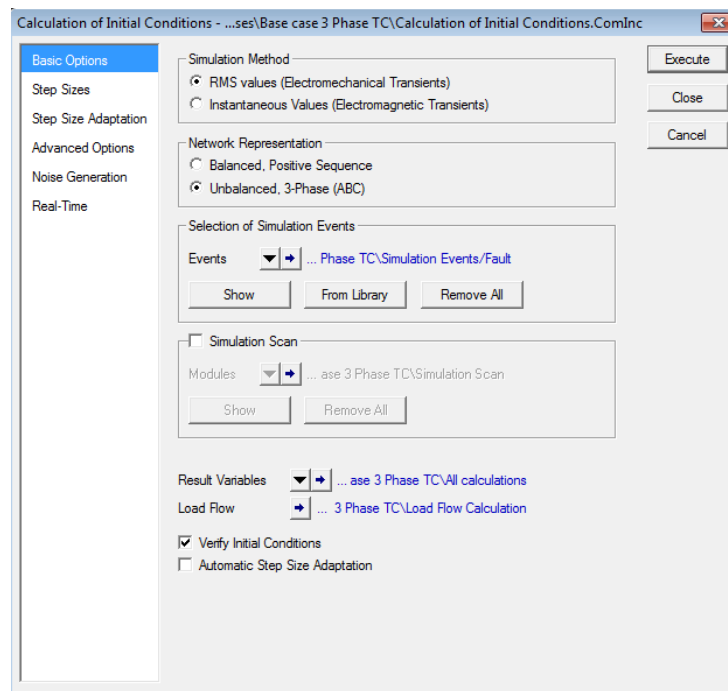 Calculation of Initial Conditions - ...ses\Base case 3 Phase TC\Calculation of Initial Conditions.ComInc
Basic Options
Step Sizes
Step Size Adaptation
Advanced Options
Noise Generation
Real-Time
Simulation Method
RMS values (Electromechanical Transients)
Instantaneous Values (Electromagnetic Transients)
Network Representation
Balanced, Positive Sequence
Unbalanced, 3-Phase (ABC)
Selection of Simulation Events
Events ... Phase TC\Simulation Events/Fault
Show From Library Remove All
Simulation Scan
Modules ... ase 3 Phase TC\Simulation Scan
Show Remove All
Result Variables ... ase 3 Phase TC\All calculations
Load Flow ... 3 Phase TC\Load Flow Calculation
Verify Initial Conditions
Automatic Step Size Adaptation
Execute
Close
Cancel